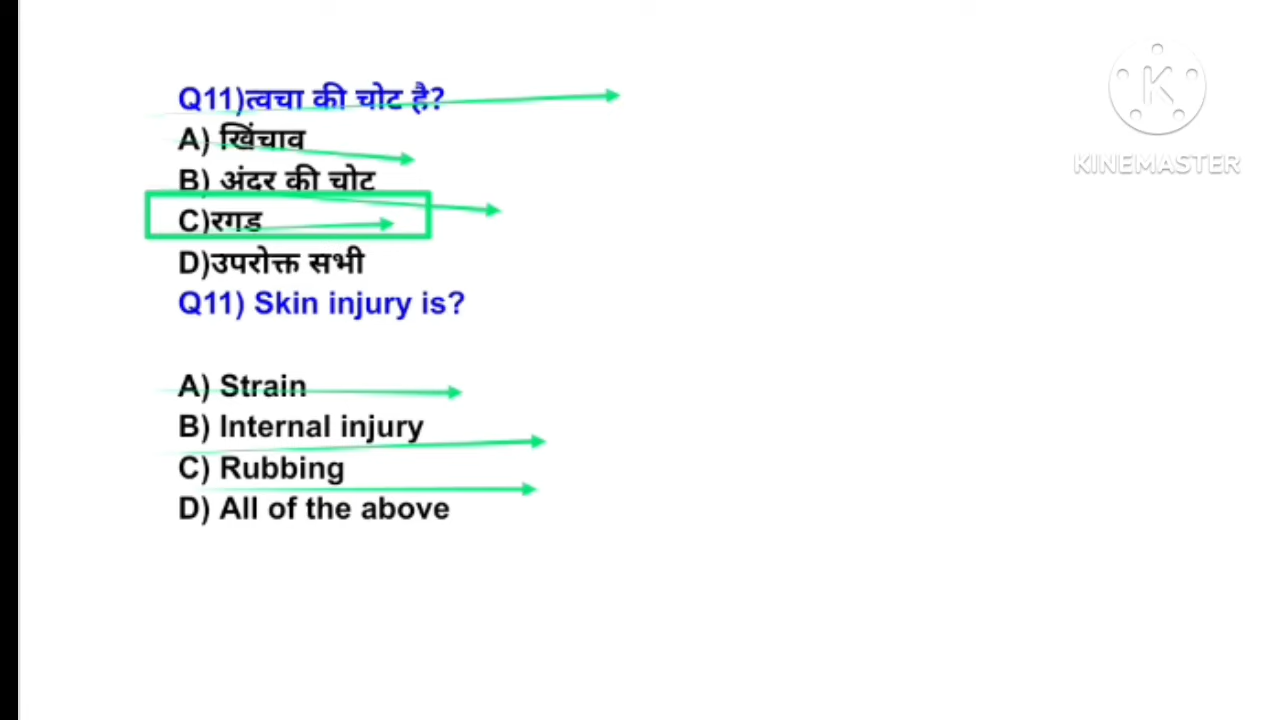 Q11)त्वचा की चोट है?
A) खिंचाव
B) अंदर की चोट
C)रगड
D)उपरोक्त सभी
Q11) Skin injury is?
A) Strain
B) Internal injury
C) Rubbing
D) All of the above
K
KINEMASTER